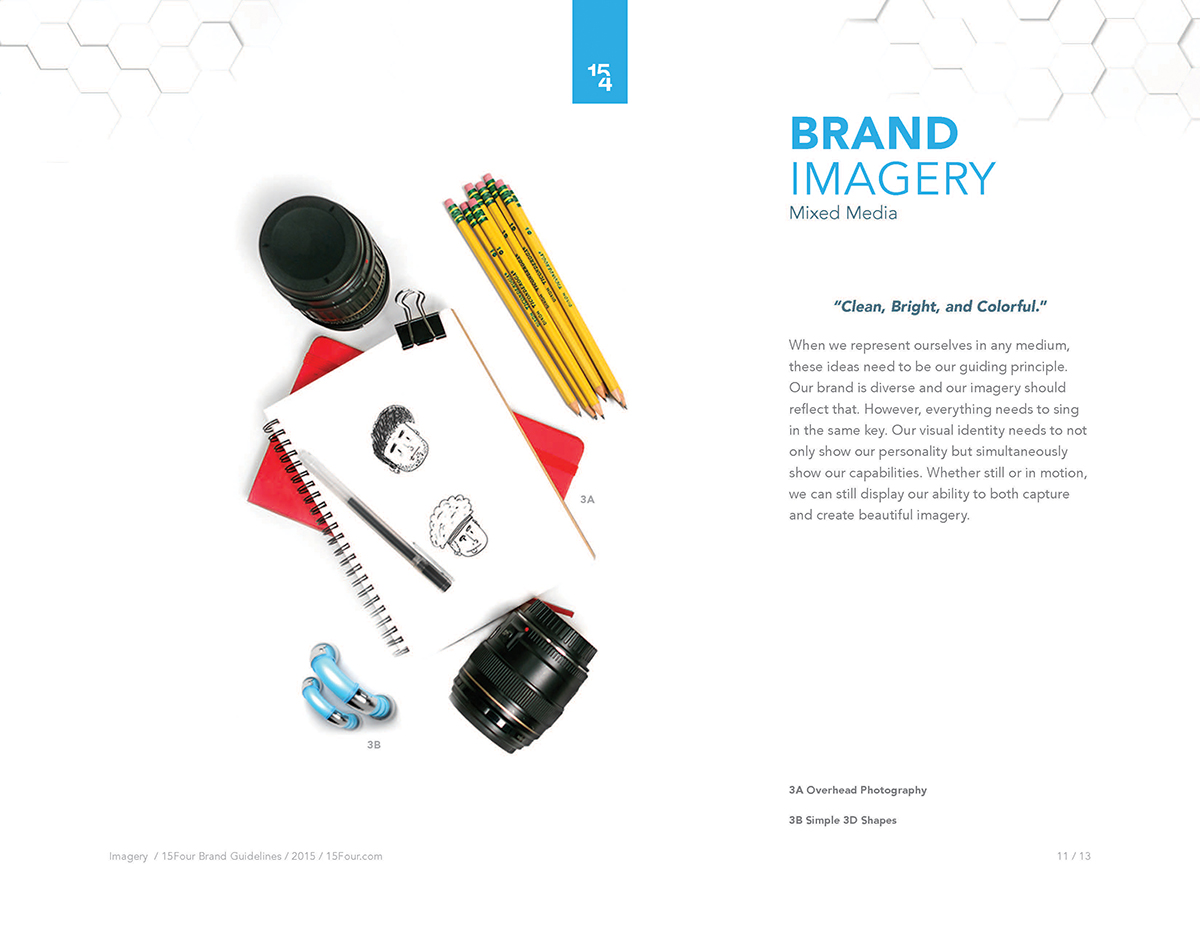 15
4
BRAND
IMAGERY
Mixed Media
“Clean, Bright, and Colorful.”
When we represent ourselves in any medium,
these ideas need to be our guiding principle.
Our brand is diverse and our imagery should
reflect that. However, everything needs to sing
in the same key. Our visual identity needs to not
only show our personality but simultaneously
show our capabilities. Whether still or in motion,
we can still display our ability to both capture
and create beautiful imagery.
3A
3B
3A Overhead Photography
3B Simple 3D Shapes
Imagery / 15Four Brand Guidelines / 2015 / 15Four.com
11 / 13